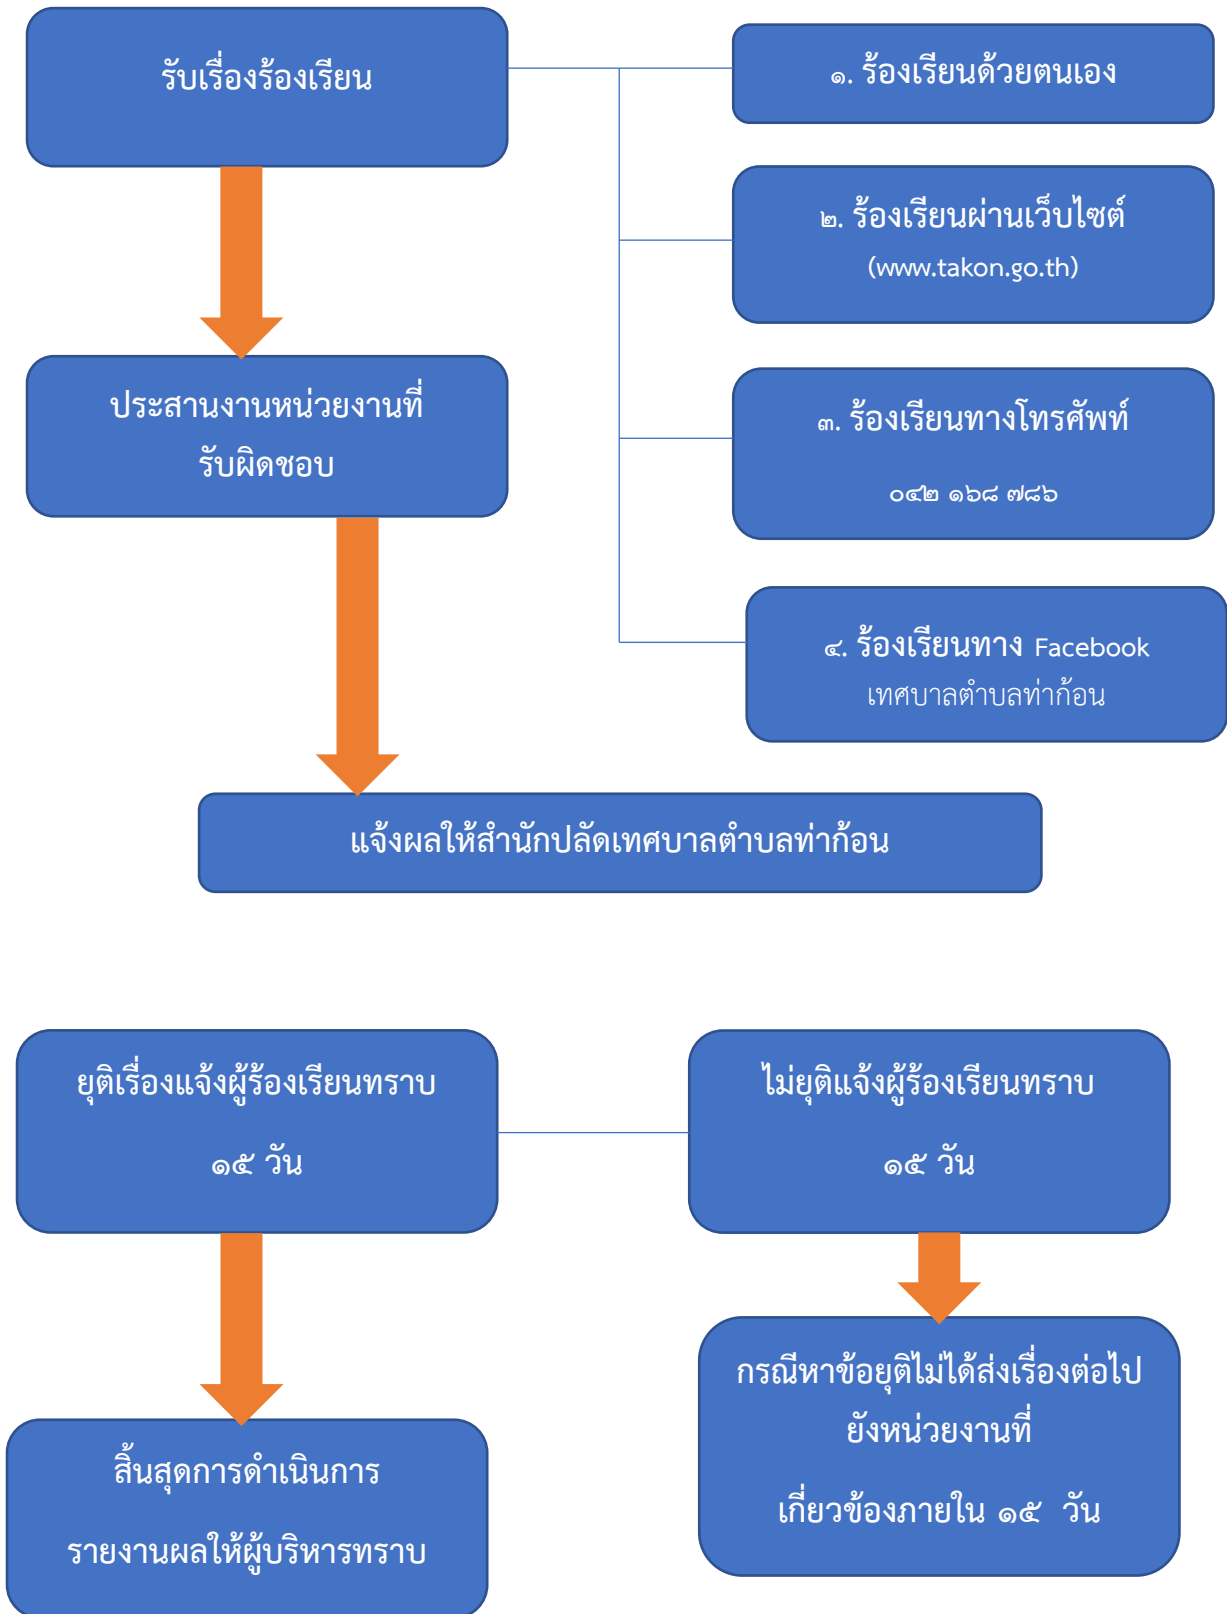 รับเรื่องร้องเรียน
๑. ร้องเรียนด้วยตนเอง
๒. ร้องเรียนผ่านเว็บไซต์
(www.takon.go.th)
ประสานงานหน่วยงานที่
รับผิดชอบ
๓. ร้องเรียนทางโทรศัพท์
๐๔๒ ๑๖๘ ๗๘๖
๔. ร้องเรียนทาง Facebook
เทศบาลตำบลท่าก้อน
แจ้งผลให้สำนักปลัดเทศบาลตำบลท่าก้อน
ยุติเรื่องแจ้งผู้ร้องเรียนทราบ
๑๕ วัน
ไม่ยุติแจ้งผู้ร้องเรียนทราบ
๑๕ วัน
สิ้นสุดการดำเนินการ
รายงานผลให้ผู้บริหารทราบ
กรณีหาข้อยุติไม่ได้ส่งเรื่องต่อไป
ยังหน่วยงานที่
เกี่ยวข้องภายใน ๑๕ วัน